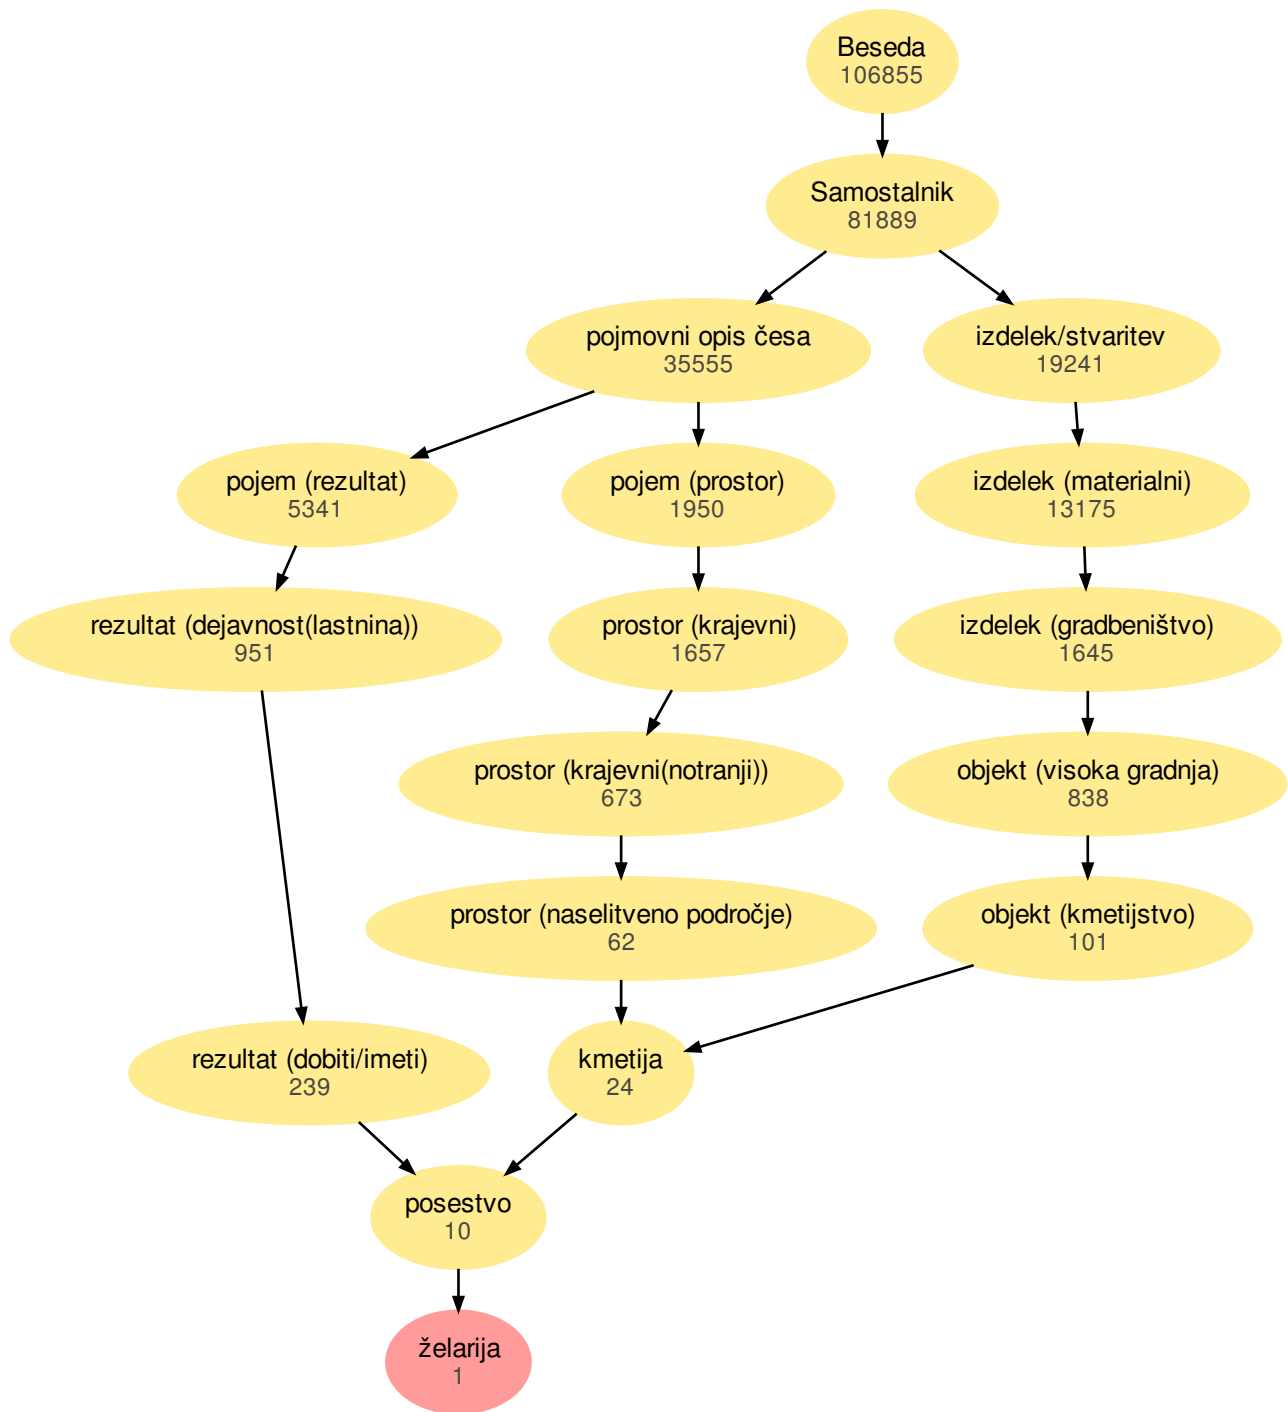 Beseda
106855
Samostalnik
81889
pojmovni opis česa
35555
izdelek/stvaritev
19241
pojem (rezultat)
5341
pojem (prostor)
1950
izdelek (materialni)
13175
rezultat (dejavnost(lastnina))
951
prostor (krajevni)
1657
izdelek (gradbeništvo)
1645
prostor (krajevni(notranji))
673
objekt (visoka gradnja)
838
prostor (naselitveno področje)
62
objekt (kmetijstvo)
101
rezultat (dobiti/imeti)
239
kmetija
24
posestvo
10
želarija
1